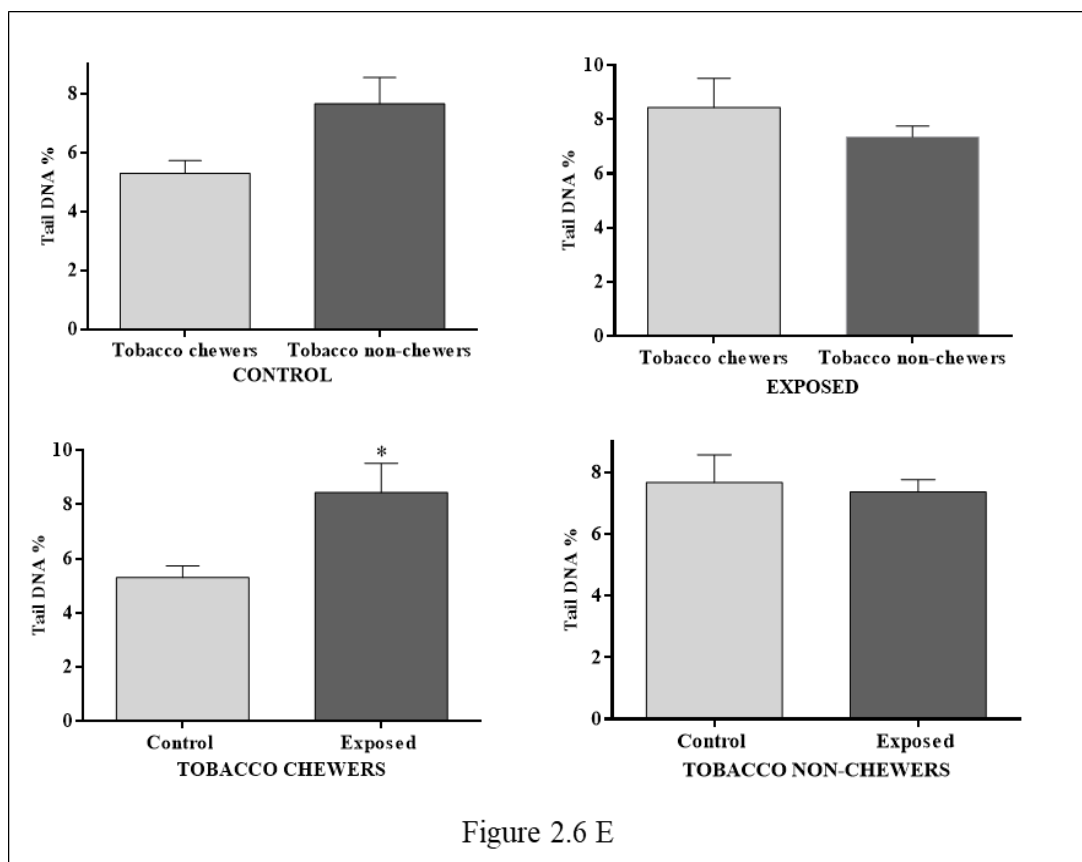 8
6
4
2
0
Tail DNA %
Tobacco chewers Tobacco non-chewers
CONTROL
10
8
6
4
2
0
Tail DNA %
Tobacco chewers Tobacco non-chewers
EXPOSED
10
8
6
4
2
0
Tail DNA %
*
Control Exposed
TOBACCO CHEWERS
8
6
4
2
0
Tail DNA %
Control Exposed
TOBACCO NON-CHEWERS
Figure 2.6 E